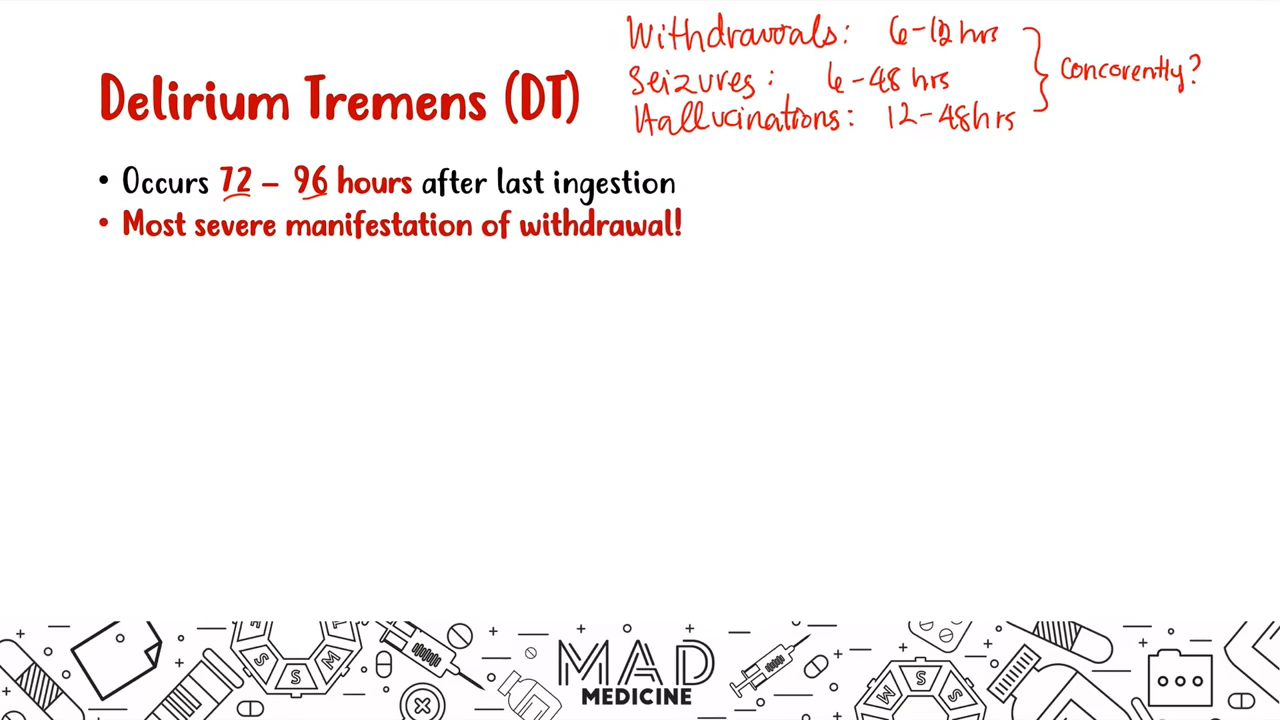 Withdrawals: 6-12 hrs
Seizures: 6-48 hrs
Hallucinations: 12-48hrs
Concorently?
Delirium Tremens (DT)
• Occurs 72 – 96 hours after last ingestion
• Most severe manifestation of withdrawal!
S
S
M
MAD
MEDICINE
M
S
S